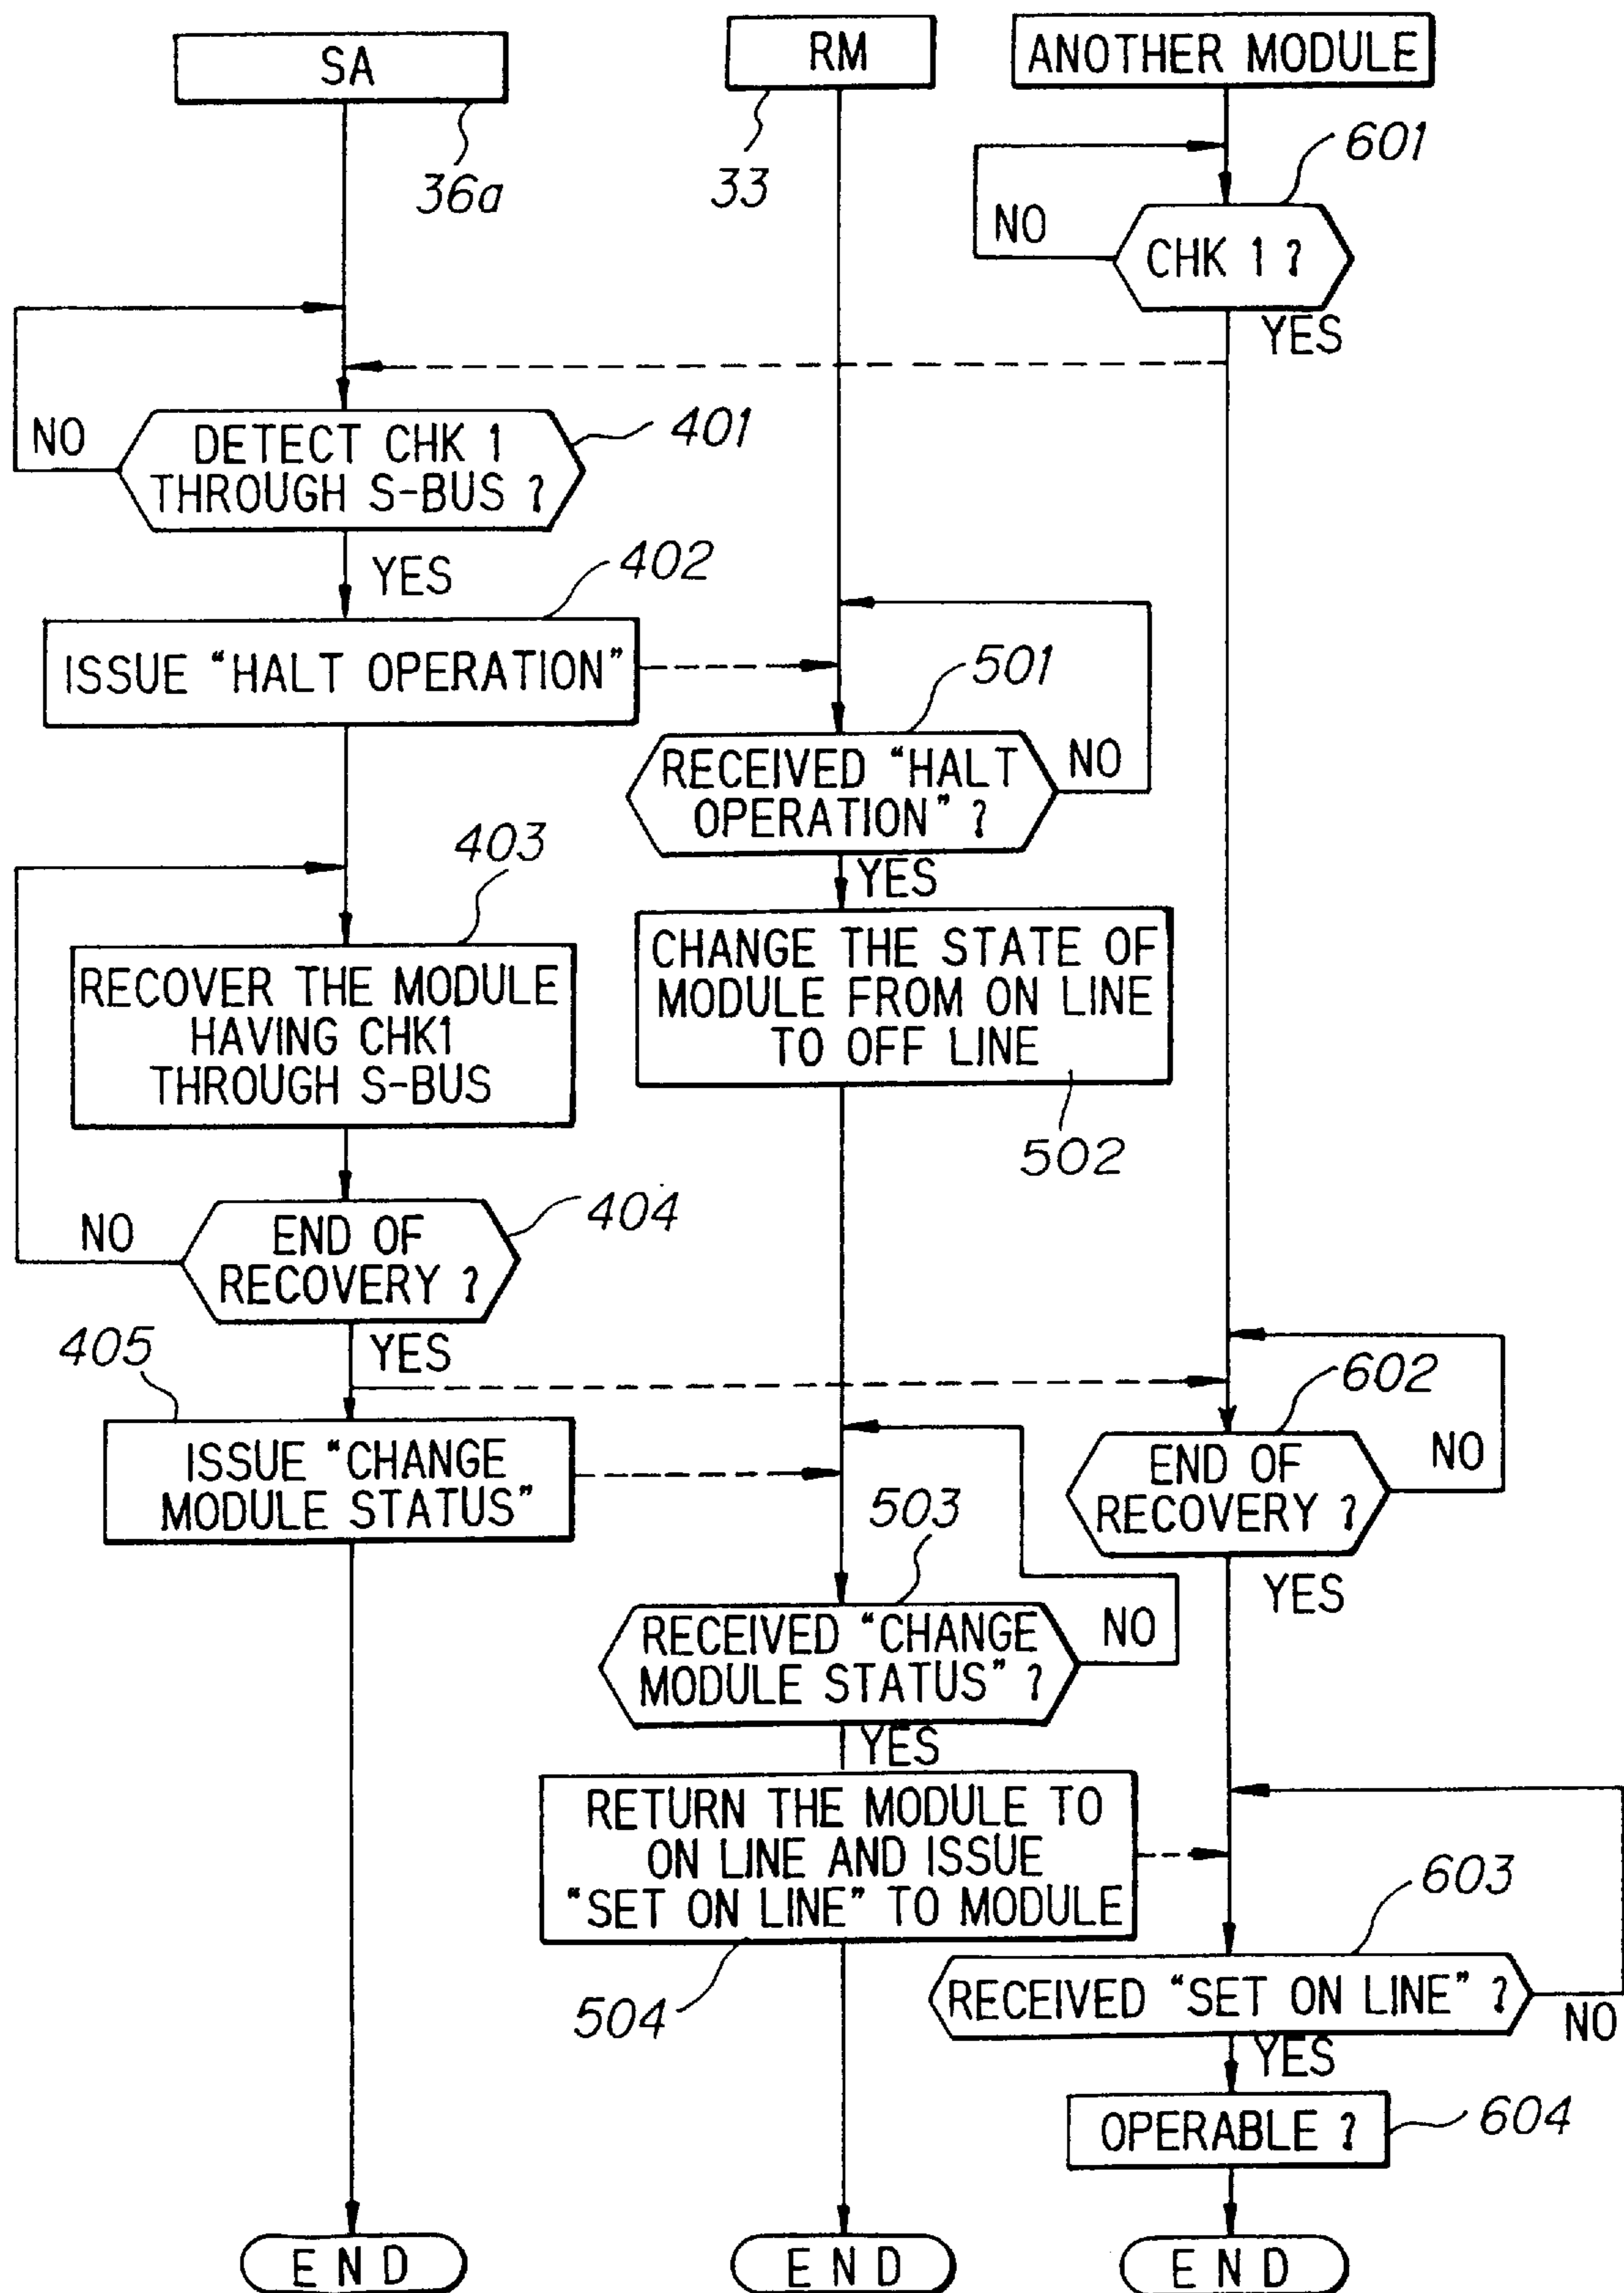 SA
RM
ANOTHER MODULE
36a
33
601
NO
CHK 1 ?
YES
NO
DETECT CHK 1
THROUGH S-BUS ?
401
YES
402
ISSUE "HALT OPERATION"
501
RECEIVED "HALT
OPERATION" ?
NO
YES
403
RECOVER THE MODULE
HAVING CHK1
THROUGH S-BUS
CHANGE THE STATE OF
MODULE FROM ON LINE
TO OFF LINE
502
NO
END OF
RECOVERY ?
404
YES
405
ISSUE "CHANGE
MODULE STATUS"
602
END OF
RECOVERY ?
NO
YES
503
RECEIVED "CHANGE
MODULE STATUS" ?
NO
YES
RETURN THE MODULE TO
ON LINE AND ISSUE
"SET ON LINE" TO MODULE
504
603
RECEIVED "SET ON LINE" ?
NO
YES
OPERABLE ?
604
END
END
END